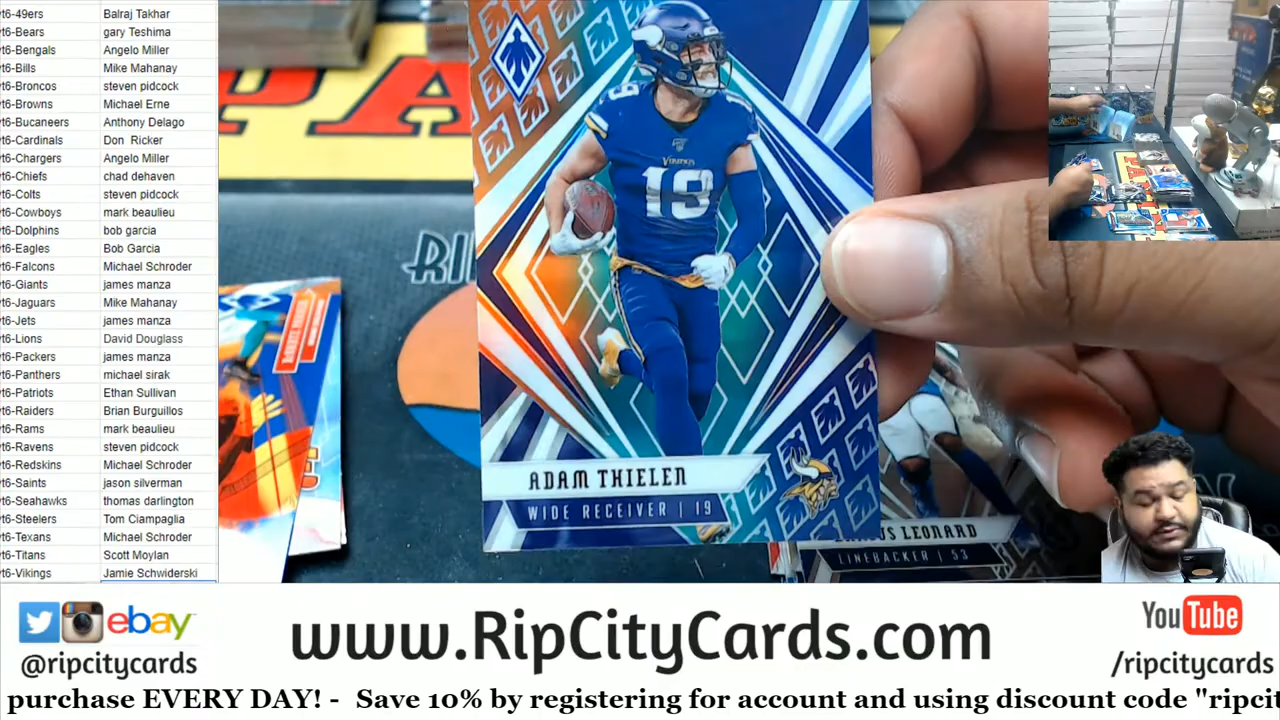 t6-49ers Balraj Takhar
t6-Bears gary Teshima
t6-Bengals Angelo Miller
t6-Bills Mike Mahanay
t6-Broncos steven pidcock
t6-Browns Michael Erne
t6-Bucaneers Anthony Delago
t6-Cardinals Don Ricker
t6-Chargers Angelo Miller
t6-Chiefs chad dehaven
t6-Colts steven pidcock
t6-Cowboys mark beaulieu
t6-Dolphins bob garcia
t6-Eagles Bob Garcia
t6-Falcons Michael Schroder
t6-Giants james manza
t6-Jaguars Mike Mahanay
t6-Jets james manza
t6-Lions David Douglass
t6-Packers james manza
t6-Panthers michael sirak
t6-Patriots Ethan Sullivan
t6-Raiders Brian Burguillos
t6-Rams mark beaulieu
t6-Ravens steven pidcock
t6-Redskins Michael Schroder
t6-Saints jason silverman
t6-Seahawks thomas darlington
t6-Steelers Tom Ciampaglia
t6-Texans Michael Schroder
t6-Titans Scott Moylan
t6-Vikings Jamie Schwiderski
PA
RI
19
19
VIKINGS
19
ADAM THIELEN
WIDE RECEIVER | 19
US LEONARD
LINEBACKER | 53
ebay
@ripcitycards
www.RipCityCards.com
YouTube
/ripcitycards
purchase EVERY DAY! - Save 10% by registering for account and using discount code "ripcit